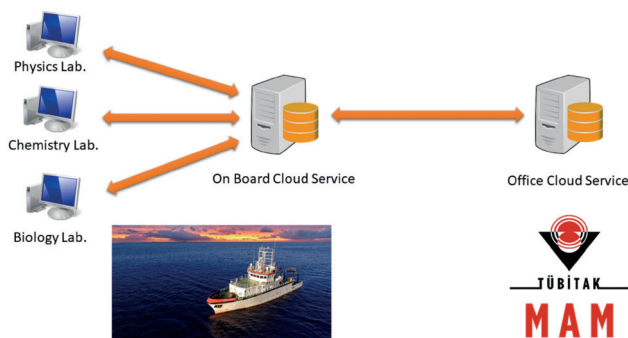 Physics Lab.
Chemistry Lab.
Biology Lab.
On Board Cloud Service
Office Cloud Service
TÜBİTAK
MAM